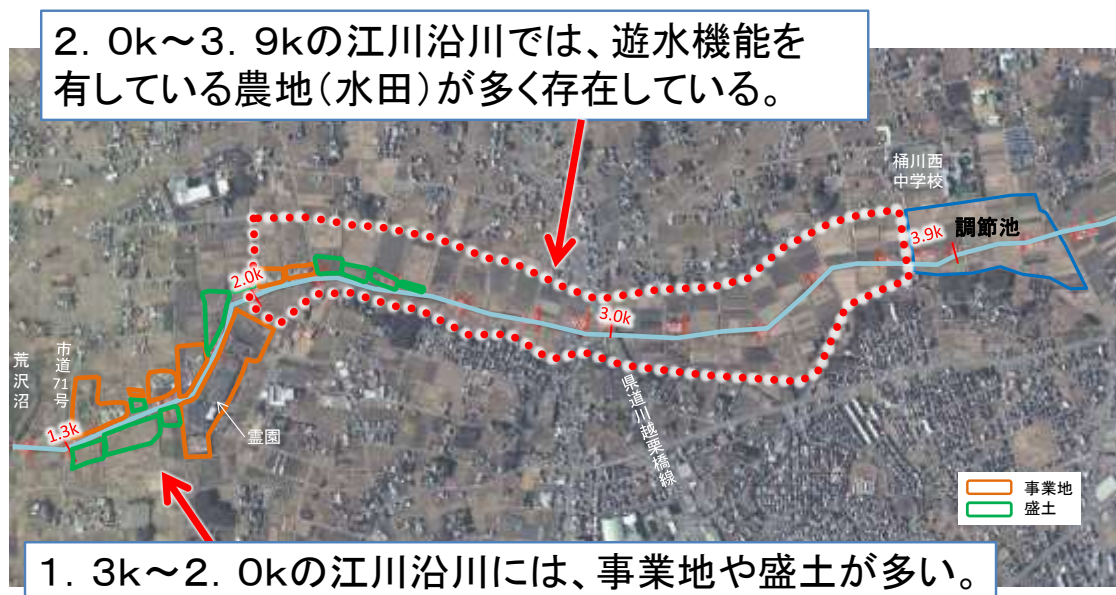 2．0k～3．9kの江川沿川では、遊水機能を
有している農地（水田）が多く存在している。
桶川西
中学校
3.9k
調節池
2.0k
3.0k
荒沢沼
市道71号
1.3k
霊園
県道川越栗橋線
事業地
盛土
1．3k～2．0kの江川沿川には、事業地や盛土が多い。